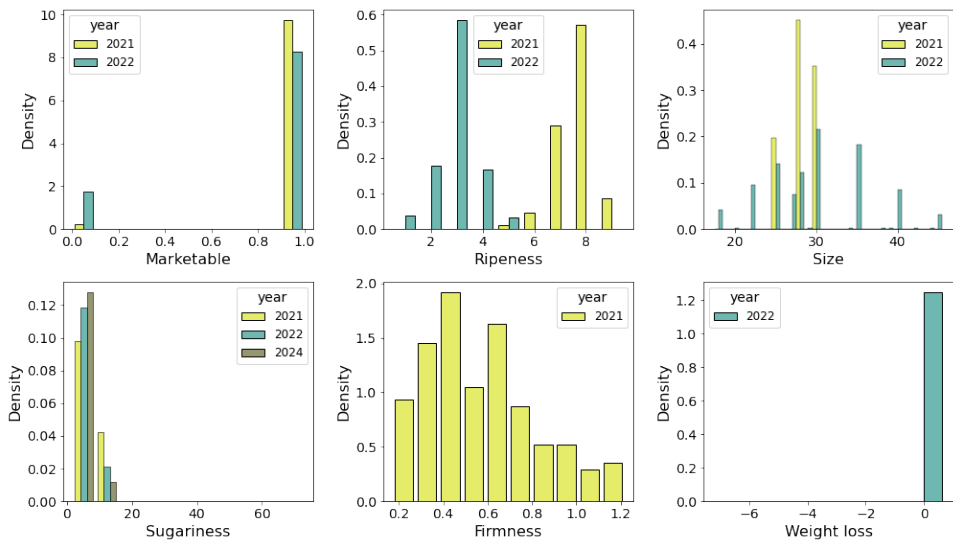 year
2021
2022
Density
10
8
6
4
2
0
0.0 0.2 0.4 0.6 0.8 1.0
Marketable
year
2021
2022
Density
0.6
0.5
0.4
0.3
0.2
0.1
0.0
2 4 6 8
Ripeness
year
2021
2022
Density
0.4
0.3
0.2
0.1
0.0
20 30 40
Size
year
2021
2022
2024
Density
0.12
0.10
0.08
0.06
0.04
0.02
0.00
0 20 40 60
Sugariness
year
2021
Density
2.0
1.5
1.0
0.5
0.0
0.2 0.4 0.6 0.8 1.0 1.2
Firmness
year
2022
Density
1.2
1.0
0.8
0.6
0.4
0.2
0.0
−6 −4 −2 0
Weight loss